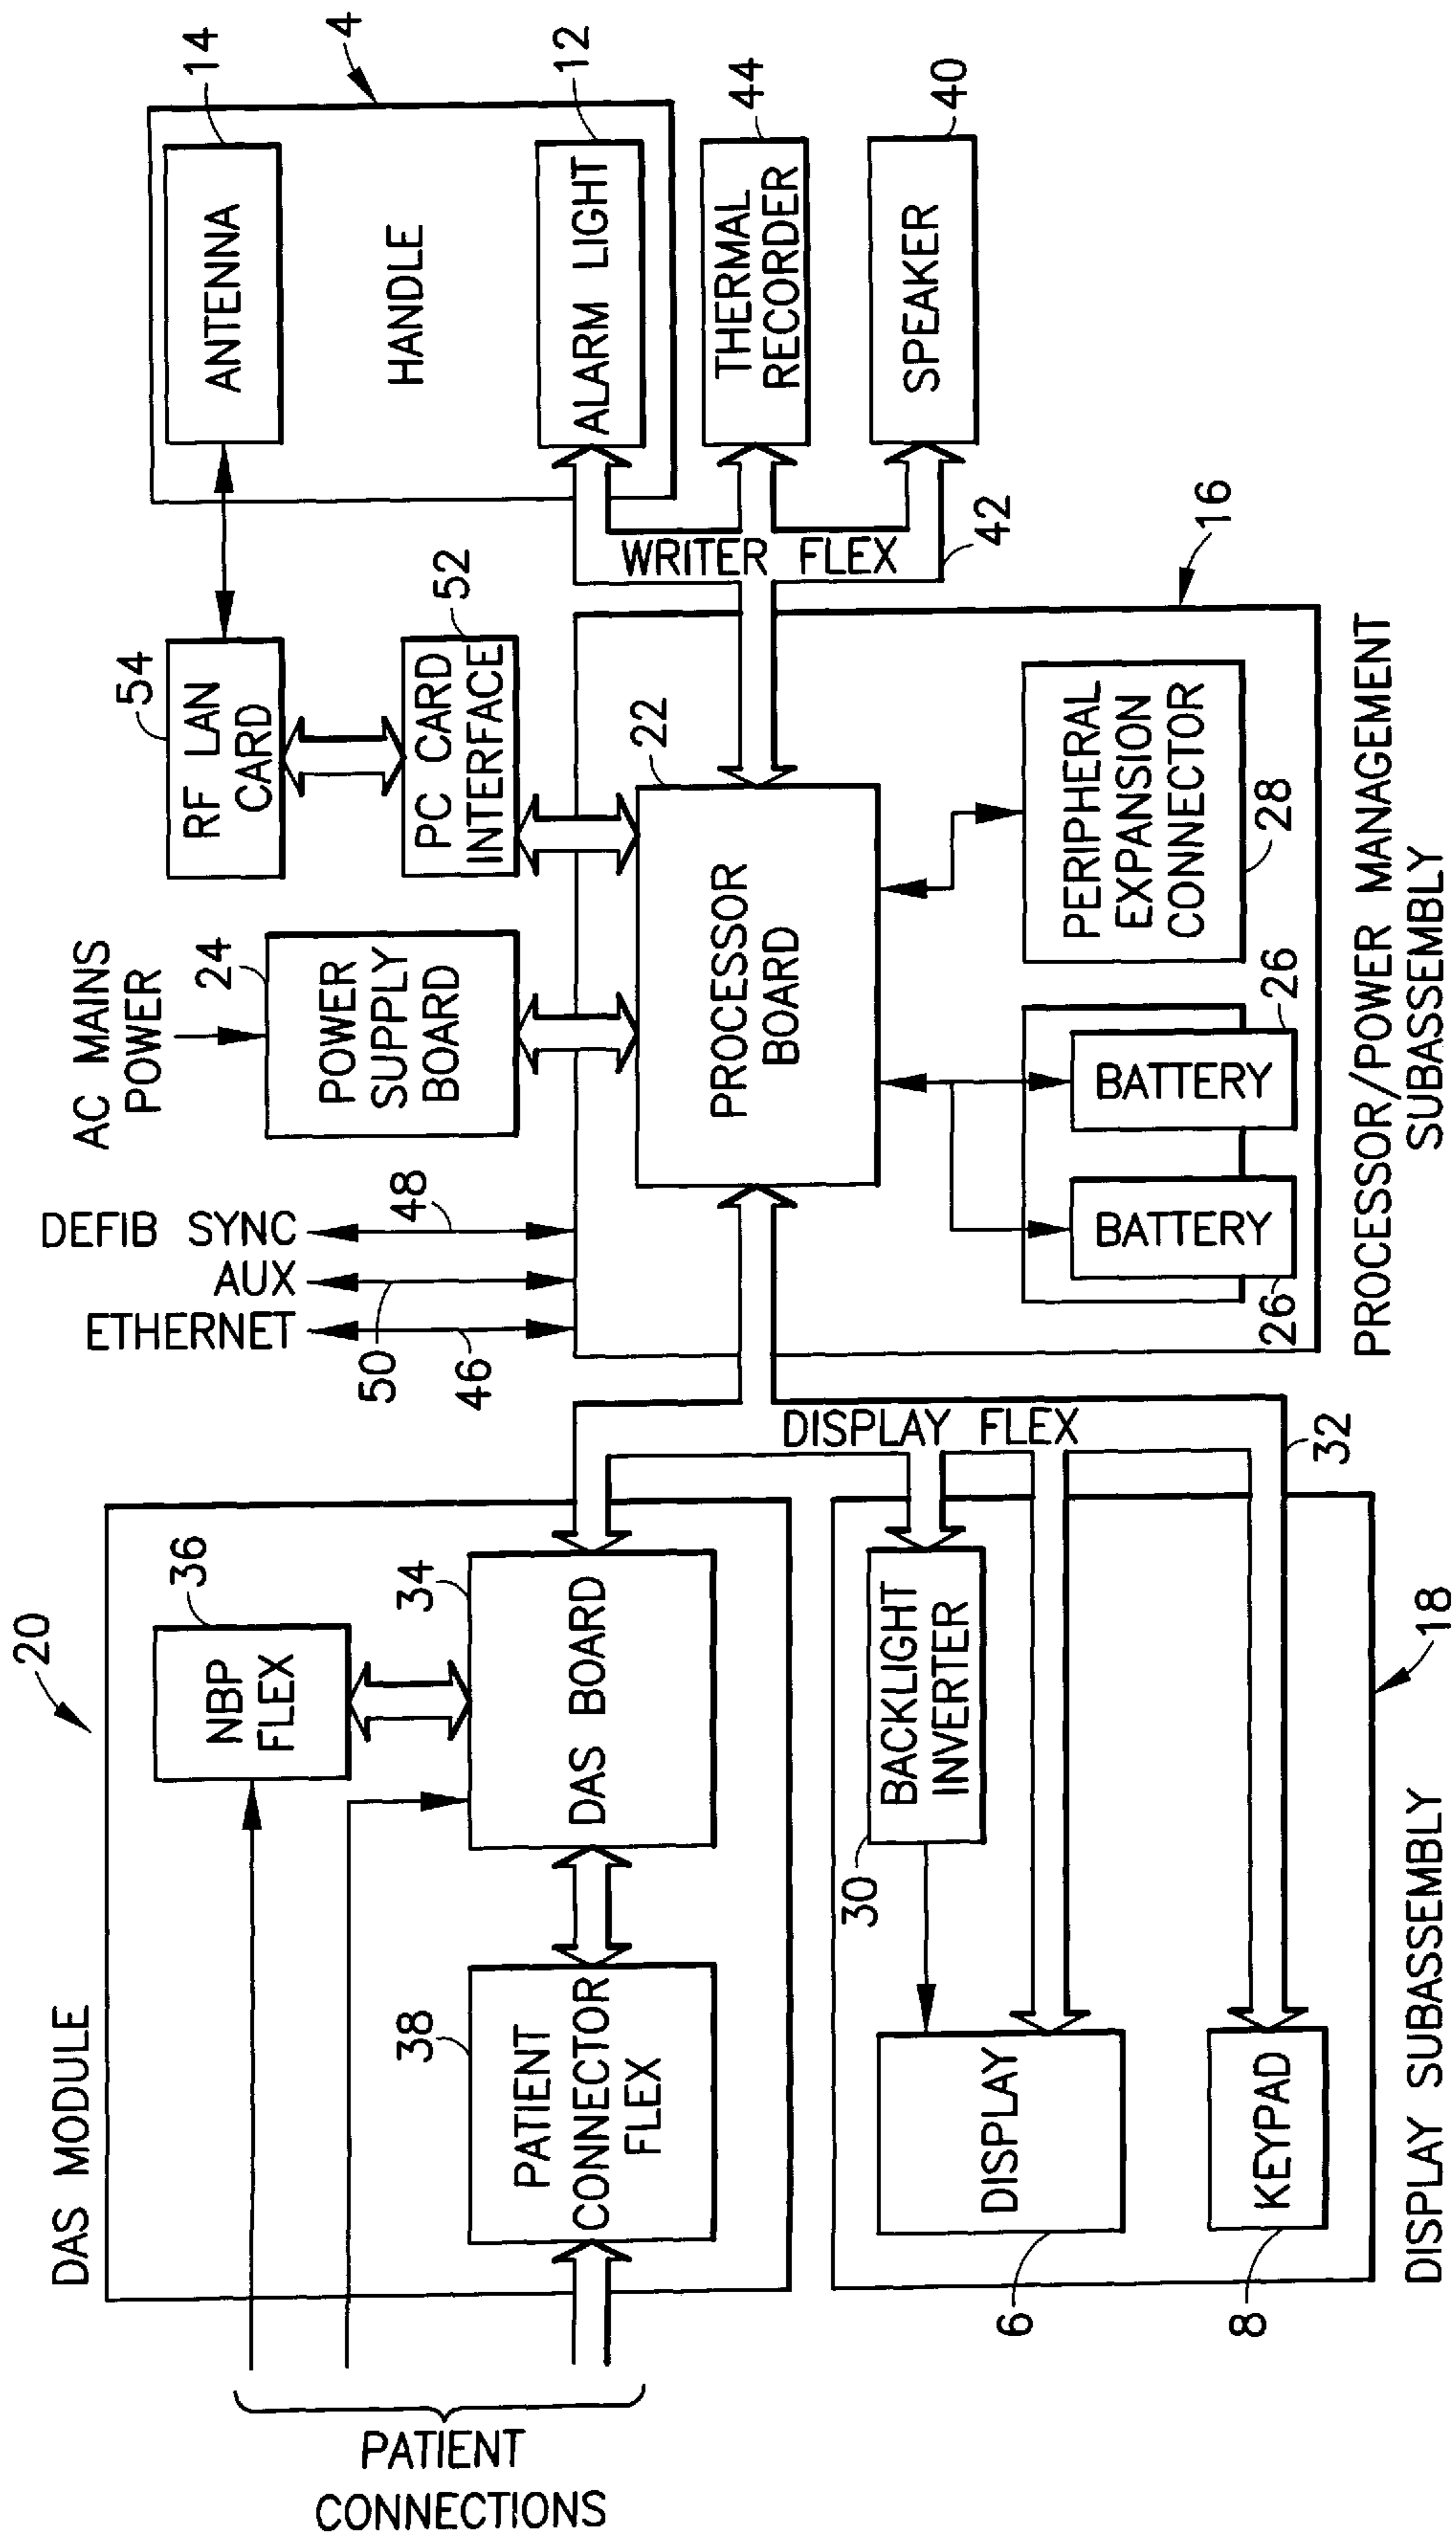 DAS MODULE
20
NBP
FLEX
36
DAS BOARD
34
PATIENT
CONNECTOR
FLEX
38
PATIENT
CONNECTIONS
BACKLIGHT
INVERTER
30
DISPLAY
6
KEYPAD
8
18
DISPLAY SUBASSEMBLY
DISPLAY FLEX
32
ETHERNET
46
AUX
50
DEFIB SYNC
48
AC MAINS
POWER
24
POWER
SUPPLY
BOARD
RF LAN
CARD
54
PC CARD
INTERFACE
52
PROCESSOR
BOARD
22
BATTERY
26
BATTERY
26
PERIPHERAL
EXPANSION
CONNECTOR
28
16
PROCESSOR/POWER MANAGEMENT
SUBASSEMBLY
WRITER FLEX
42
ANTENNA
14
HANDLE
4
ALARM LIGHT
12
THERMAL
RECORDER
44
SPEAKER
40